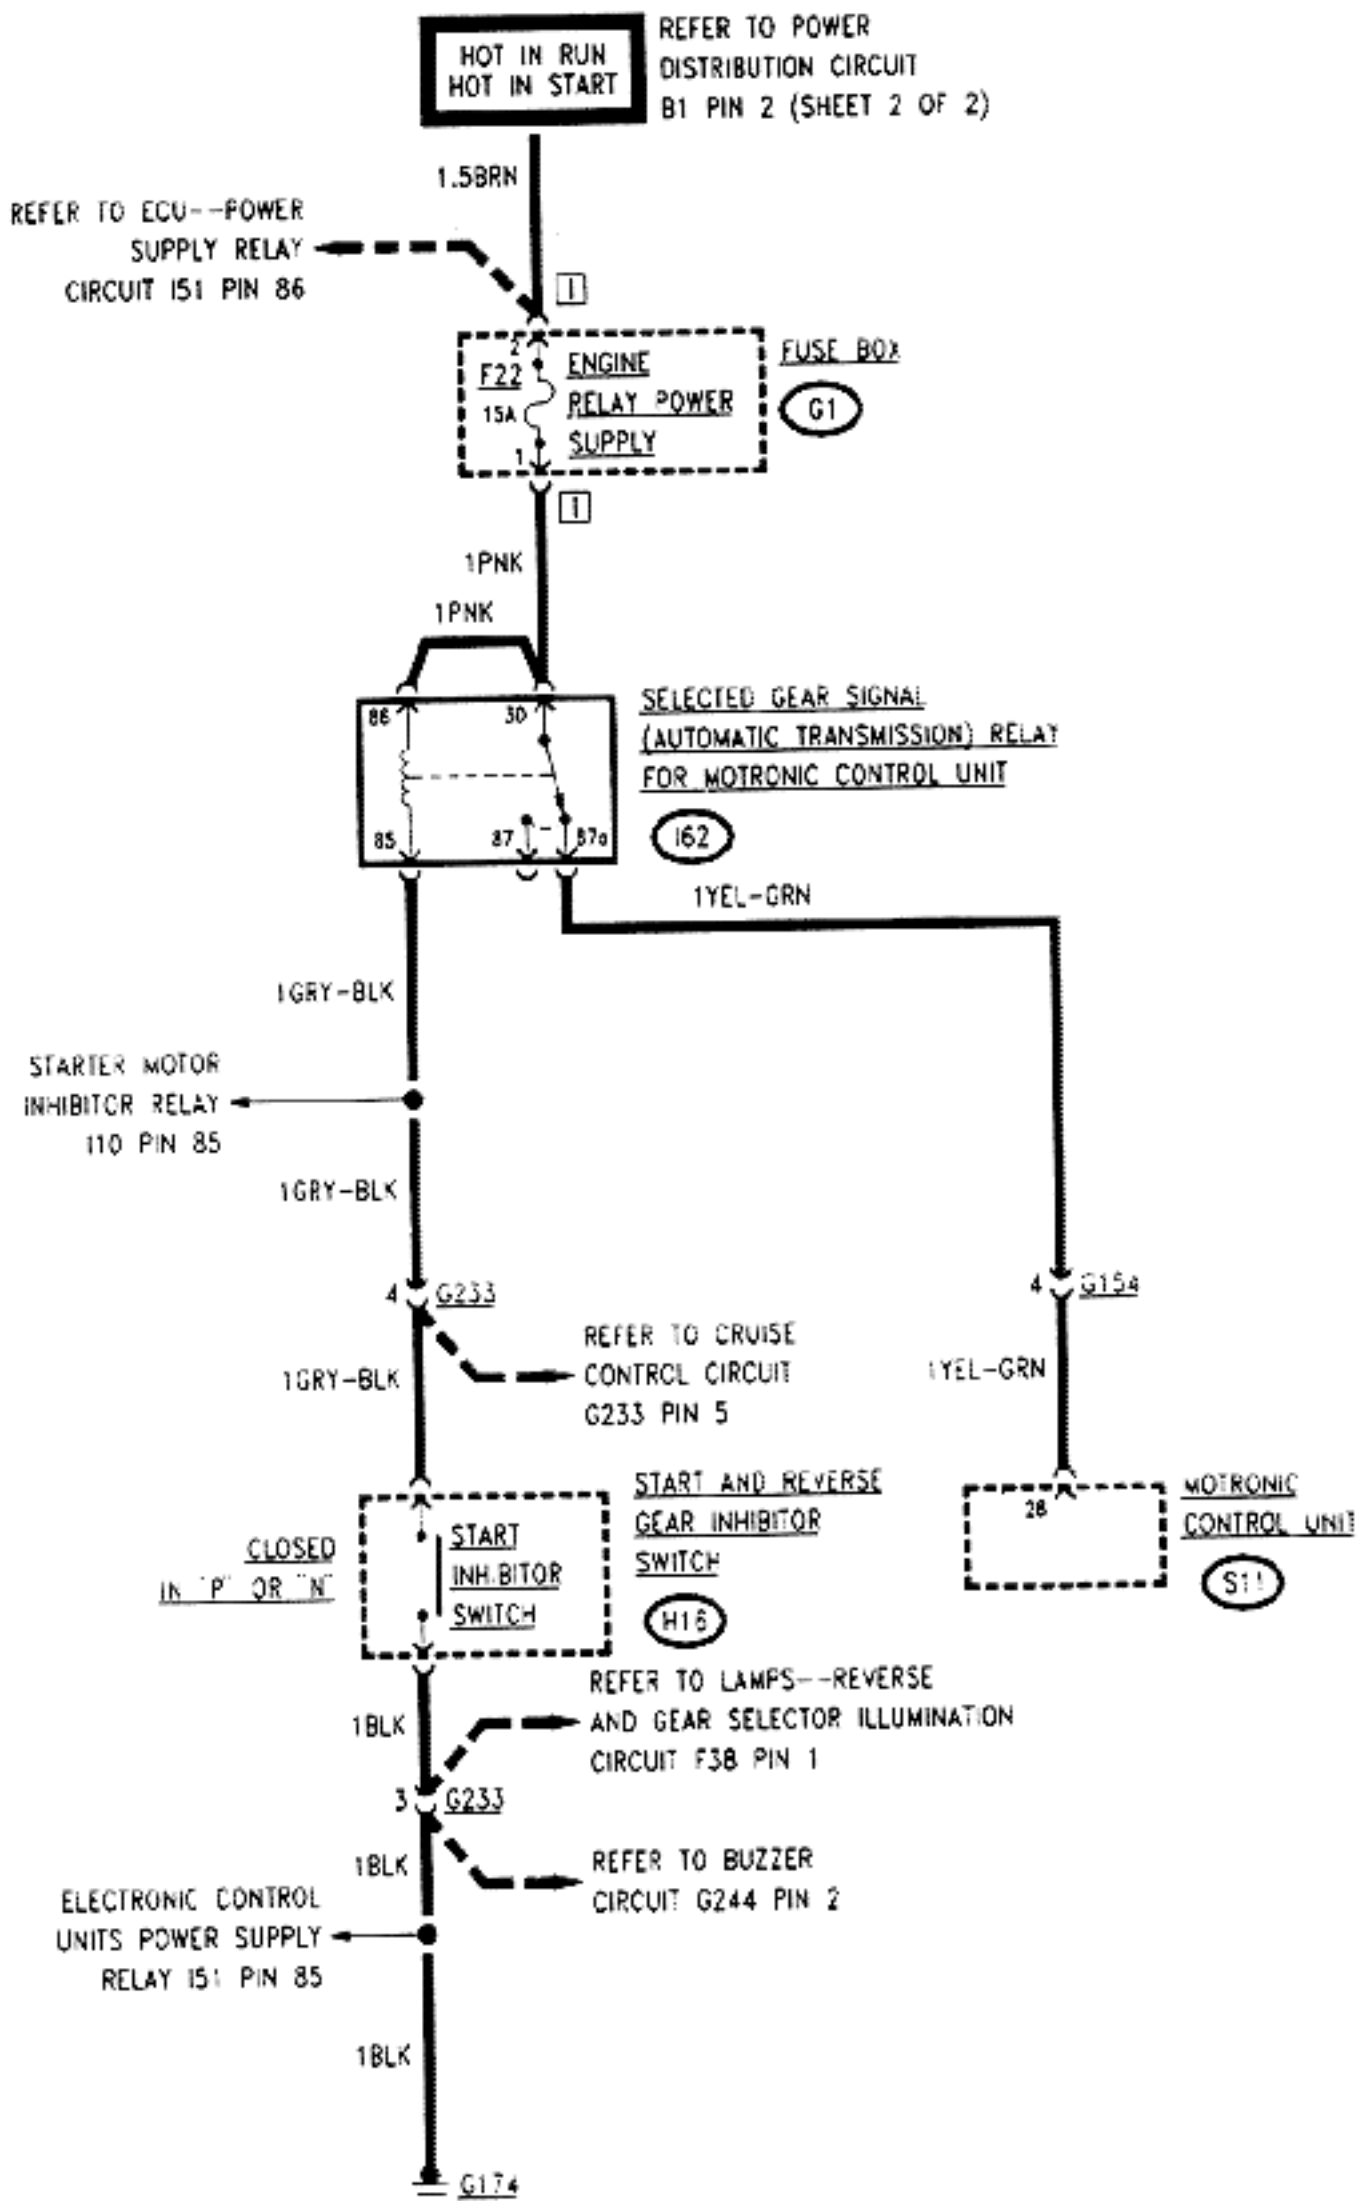 HOT IN RUN
HOT IN START
REFER TO POWER
DISTRIBUTION CIRCUIT
B1 PIN 2 (SHEET 2 OF 2)
1.5BRN
REFER TO ECU--POWER
SUPPLY RELAY
CIRCUIT I51 PIN 86
1
2
F22
15A
1
ENGINE
RELAY POWER
SUPPLY
FUSE BOX
G1
1
1PNK
1PNK
86
30
85
87
87a
SELECTED GEAR SIGNAL
(AUTOMATIC TRANSMISSION) RELAY
FOR MOTRONIC CONTROL UNIT
I62
1YEL-GRN
1GRY-BLK
STARTER MOTOR
INHIBITOR RELAY
I10 PIN 85
1GRY-BLK
4 G233
4 G154
REFER TO CRUISE
CONTROL CIRCUIT
G233 PIN 5
1GRY-BLK
1YEL-GRN
START AND REVERSE
GEAR INHIBITOR
SWITCH
H16
CLOSED
IN "P" OR "N"
START
INHIBITOR
SWITCH
28
MOTRONIC
CONTROL UNIT
S11
1BLK
REFER TO LAMPS--REVERSE
AND GEAR SELECTOR ILLUMINATION
CIRCUIT F38 PIN 1
3 G233
1BLK
REFER TO BUZZER
CIRCUIT G244 PIN 2
ELECTRONIC CONTROL
UNITS POWER SUPPLY
RELAY I51 PIN 85
1BLK
G174